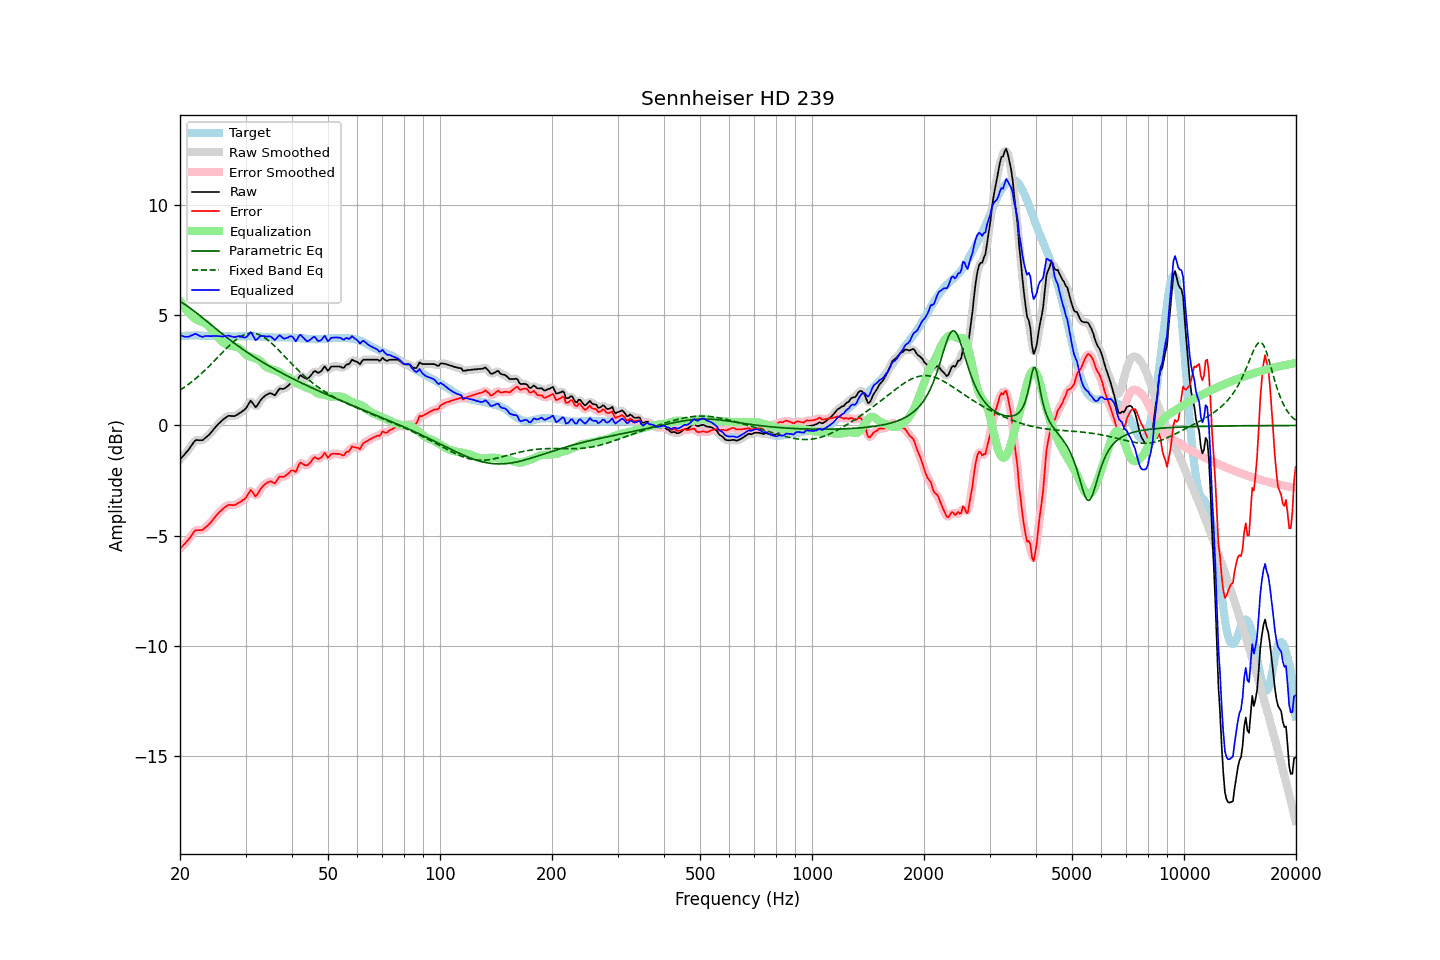 Sennheiser HD 239
Target
Raw Smoothed
Error Smoothed
Raw
Error
Equalization
Parametric Eq
Fixed Band Eq
Equalized
10
5
0
−5
−10
−15
Amplitude (dBr)
20 50 100 200 500 1000 2000 5000 10000 20000
Frequency (Hz)